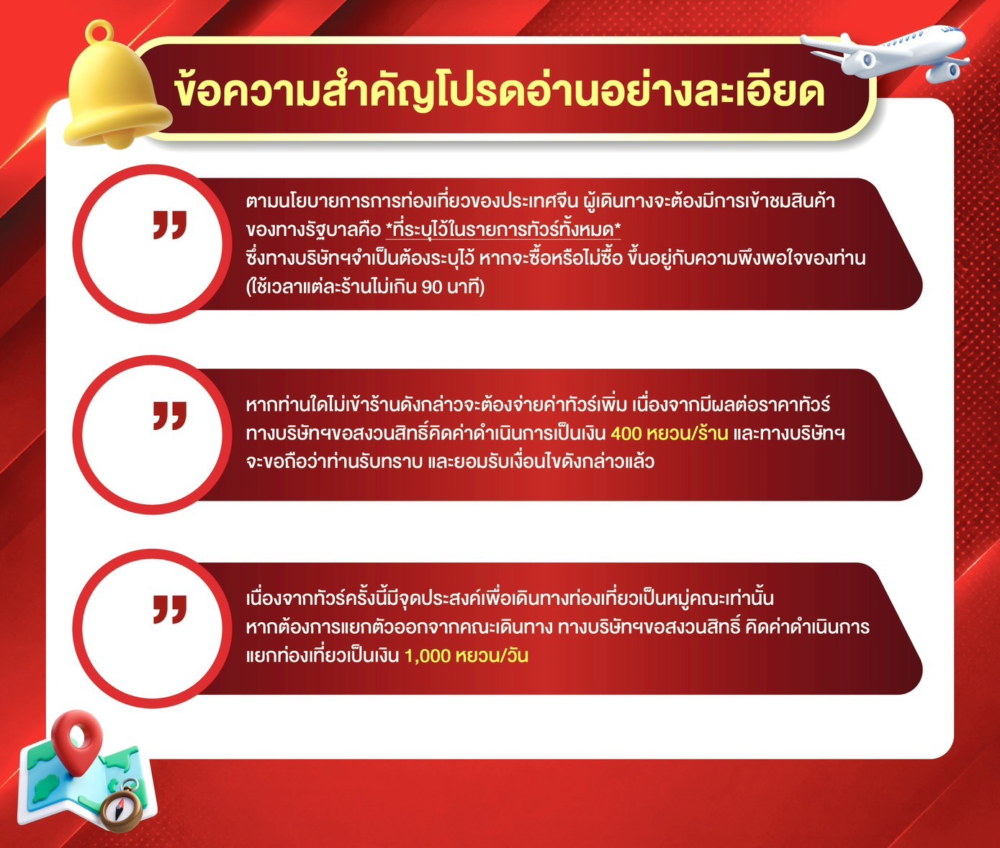 ข้อความสำคัญโปรดอ่านอย่างละเอียด
”
ตามนโยบายการการท่องเที่ยวของประเทศจีน ผู้เดินทางจะต้องมีการเข้าชมสินค้า
ของทางรัฐบาลคือ *ที่ระบุไว้ในรายการทัวร์ทั้งหมด*
ซึ่งทางบริษัทฯจำเป็นต้องระบุไว้ หากจะซื้อหรือไม่ซื้อ ขึ้นอยู่กับความพึงพอใจของท่าน
(ใช้เวลาแต่ละร้านไม่เกิน 90 นาที)
”
หากท่านใดไม่เข้าร้านดังกล่าวจะต้องจ่ายค่าทัวร์เพิ่ม เนื่องจากมีผลต่อราคาทัวร์
ทางบริษัทฯขอสงวนสิทธิ์คิดค่าดำเนินการเป็นเงิน 400 หยวน/ร้าน และทางบริษัทฯ
จะขอถือว่าท่านรับทราบ และยอมรับเงื่อนไขดังกล่าวแล้ว
”
เนื่องจากทัวร์ครั้งนี้มีจุดประสงค์เพื่อเดินทางท่องเที่ยวเป็นหมู่คณะเท่านั้น
หากต้องการแยกตัวออกจากคณะเดินทาง ทางบริษัทฯขอสงวนสิทธิ์ คิดค่าดำเนินการ
แยกท่องเที่ยวเป็นเงิน 1,000 หยวน/วัน